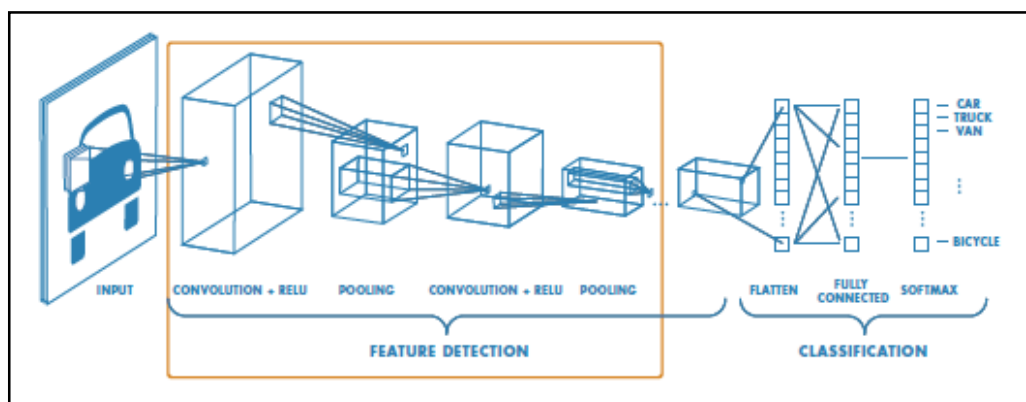 CAR
TRUCK
VAN
BICYCLE
INPUT
CONVOLUTION + RELU
POOLING
CONVOLUTION + RELU
POOLING
FLATTEN
FULLY
CONNECTED
SOFTMAX
FEATURE DETECTION
CLASSIFICATION